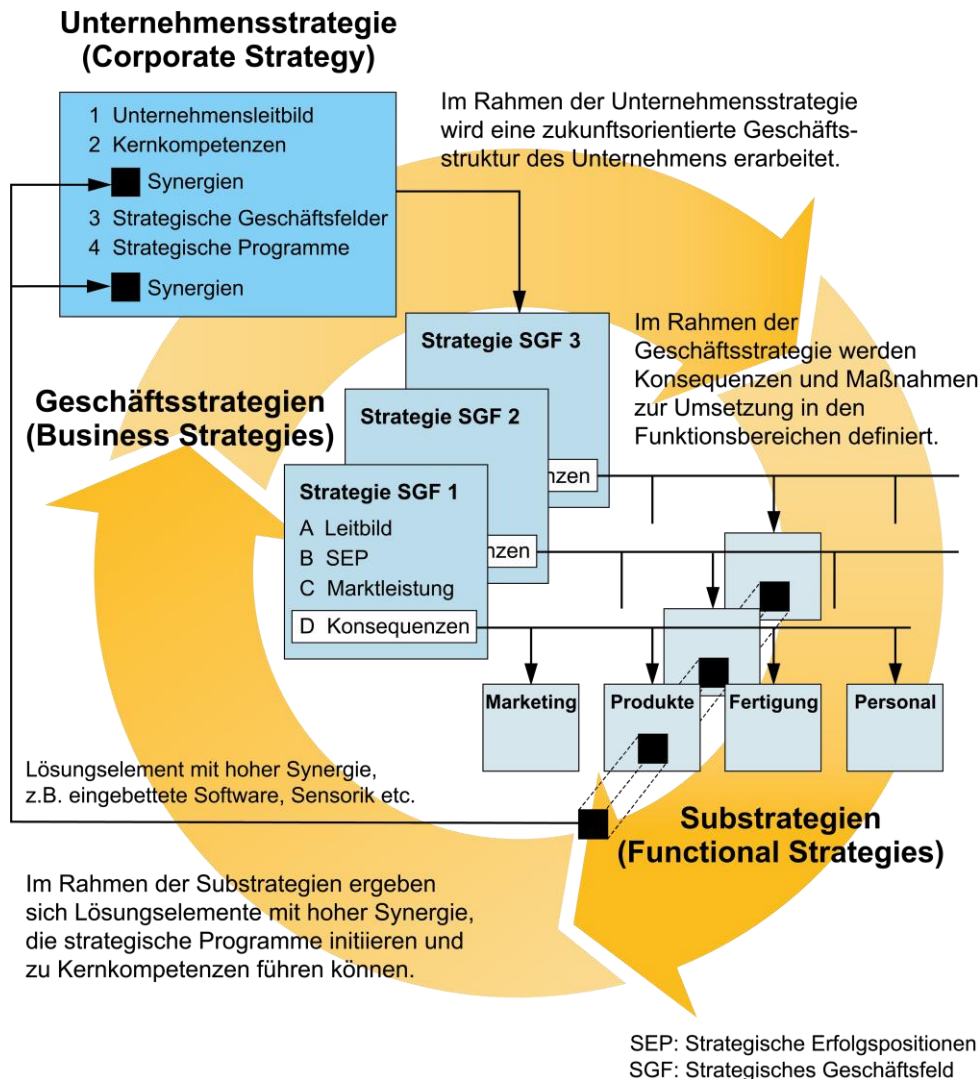 Unternehmensstrategie
(Corporate Strategy)
1 Unternehmensleitbild
2 Kernkompetenzen
Synergien
3 Strategische Geschäftsfelder
4 Strategische Programme
Synergien
Im Rahmen der Unternehmensstrategie
wird eine zukunftsorientierte Geschäfts-
struktur des Unternehmens erarbeitet.
Im Rahmen der
Geschäftsstrategie werden
Konsequenzen und Maßnahmen
zur Umsetzung in den
Funktionsbereichen definiert.
Geschäftsstrategien
(Business Strategies)
Strategie SGF 3
nzen
Strategie SGF 2
nzen
Strategie SGF 1
A Leitbild
B SEP
C Marktleistung
D Konsequenzen
Marketing
Produkte
Fertigung
Personal
Lösungselement mit hoher Synergie,
z.B. eingebettete Software, Sensorik etc.
Substrategien
(Functional Strategies)
Im Rahmen der Substrategien ergeben
sich Lösungselemente mit hoher Synergie,
die strategische Programme initiieren und
zu Kernkompetenzen führen können.
SEP: Strategische Erfolgspositionen
SGF: Strategisches Geschäftsfeld